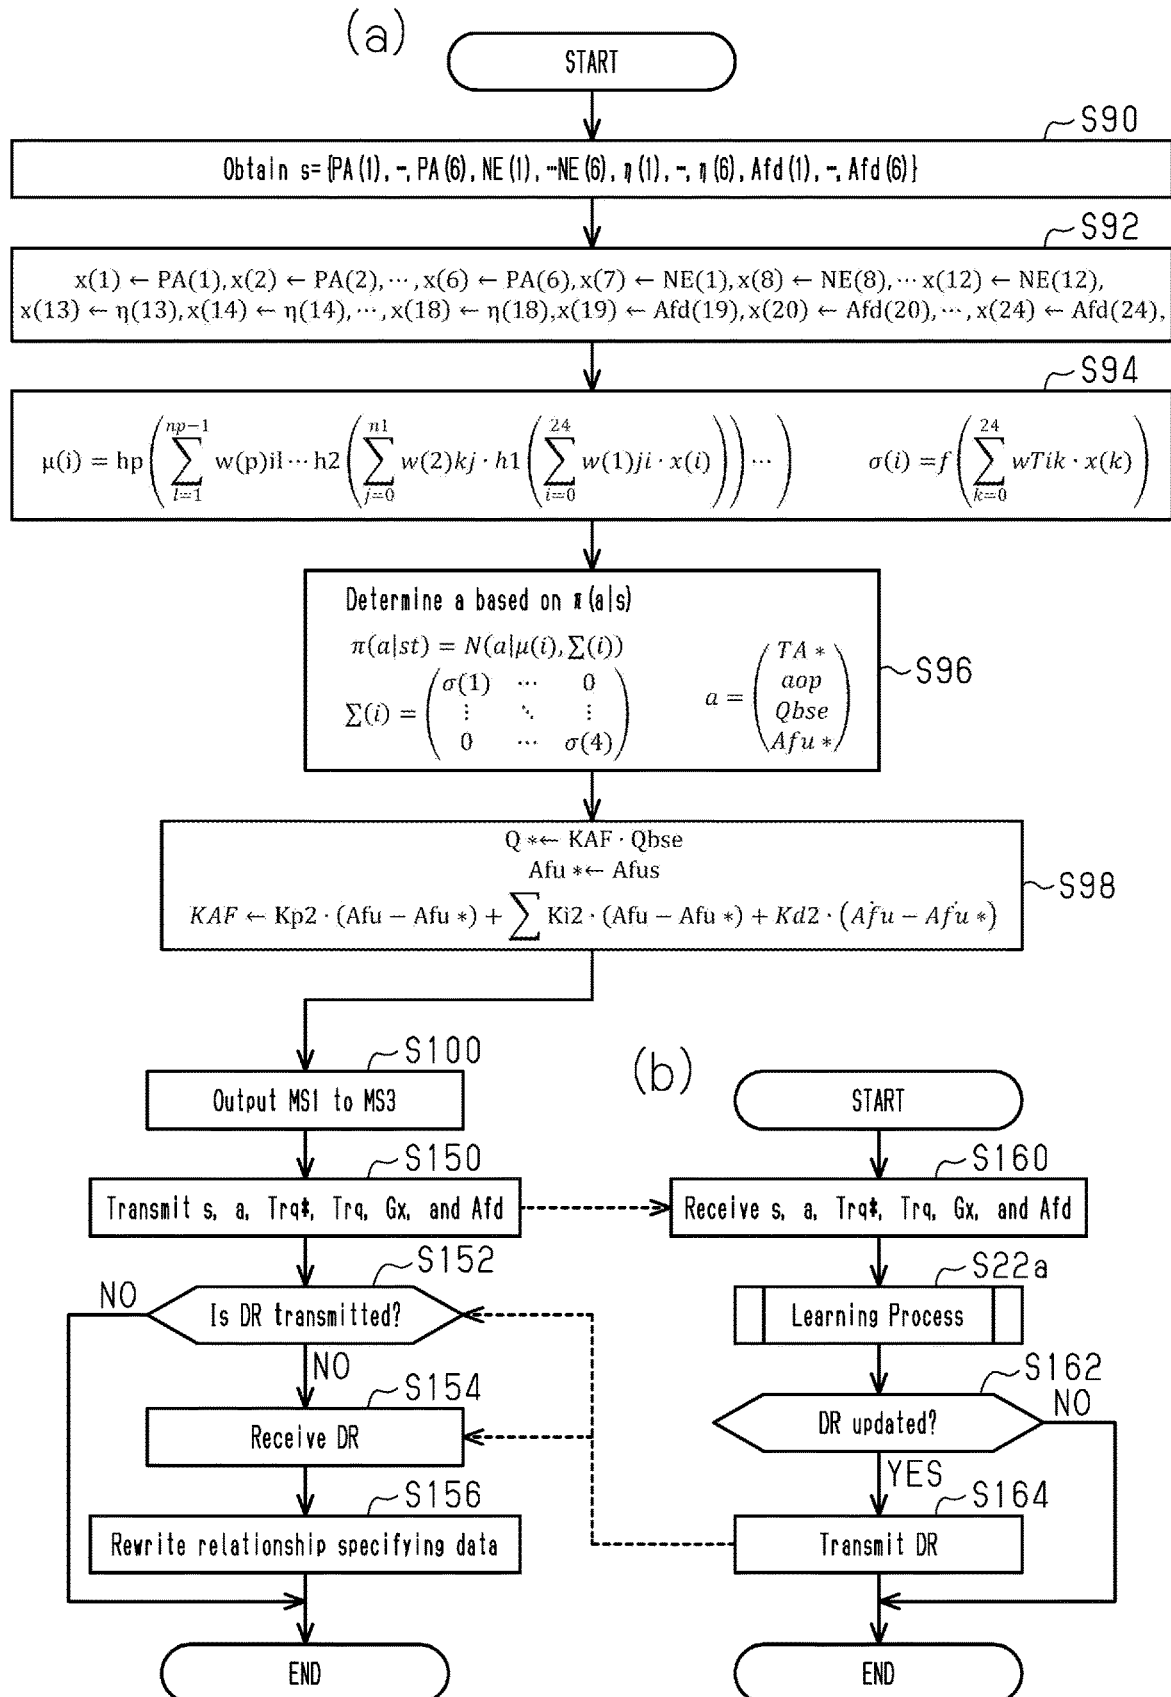 (a)
START
S90
Obtain s={PA(1), ⋯, PA(6), NE(1), ⋯NE(6), η(1), ⋯, η(6), Afd(1), ⋯, Afd(6)}
S92
x(1) ← PA(1), x(2) ← PA(2), ⋯, x(6) ← PA(6), x(7) ← NE(1), x(8) ← NE(8), ⋯ x(12) ← NE(12),
x(13) ← η(13), x(14) ← η(14), ⋯, x(18) ← η(18), x(19) ← Afd(19), x(20) ← Afd(20), ⋯, x(24) ← Afd(24),
S94
μ(i) = hp(∑_{l=1}^{np−1} w(p)il ⋯ h2(∑_{j=0}^{n1} w(2)kj · h1(∑_{i=0}^{24} w(1)ji · x(i))) ⋯) σ(i) =f(∑_{k=0}^{24} wTik · x(k))
S96
Determine a based on π(a|s)
π(a|st) = N(a|μ(i), ∑(i))
∑(i) = (σ(1) ⋯ 0
⋮ ⋱ ⋮
0 ⋯ σ(4))
a = (TA *
aop
Qbse
Afu *)
S98
Q *← KAF · Qbse
Afu *← Afus
KAF ← Kp2 · (Afu − Afu *) + ∑ Ki2 · (Afu − Afu *) + Kd2 · (Aḟu − Aḟu *)
S100
Output MS1 to MS3
S150
Transmit s, a, Trq*, Trq, Gx, and Afd
S152
NO
Is DR transmitted?
NO
S154
Receive DR
S156
Rewrite relationship specifying data
END
(b)
START
S160
Receive s, a, Trq*, Trq, Gx, and Afd
S22a
Learning Process
S162
NO
DR updated?
YES
S164
Transmit DR
END